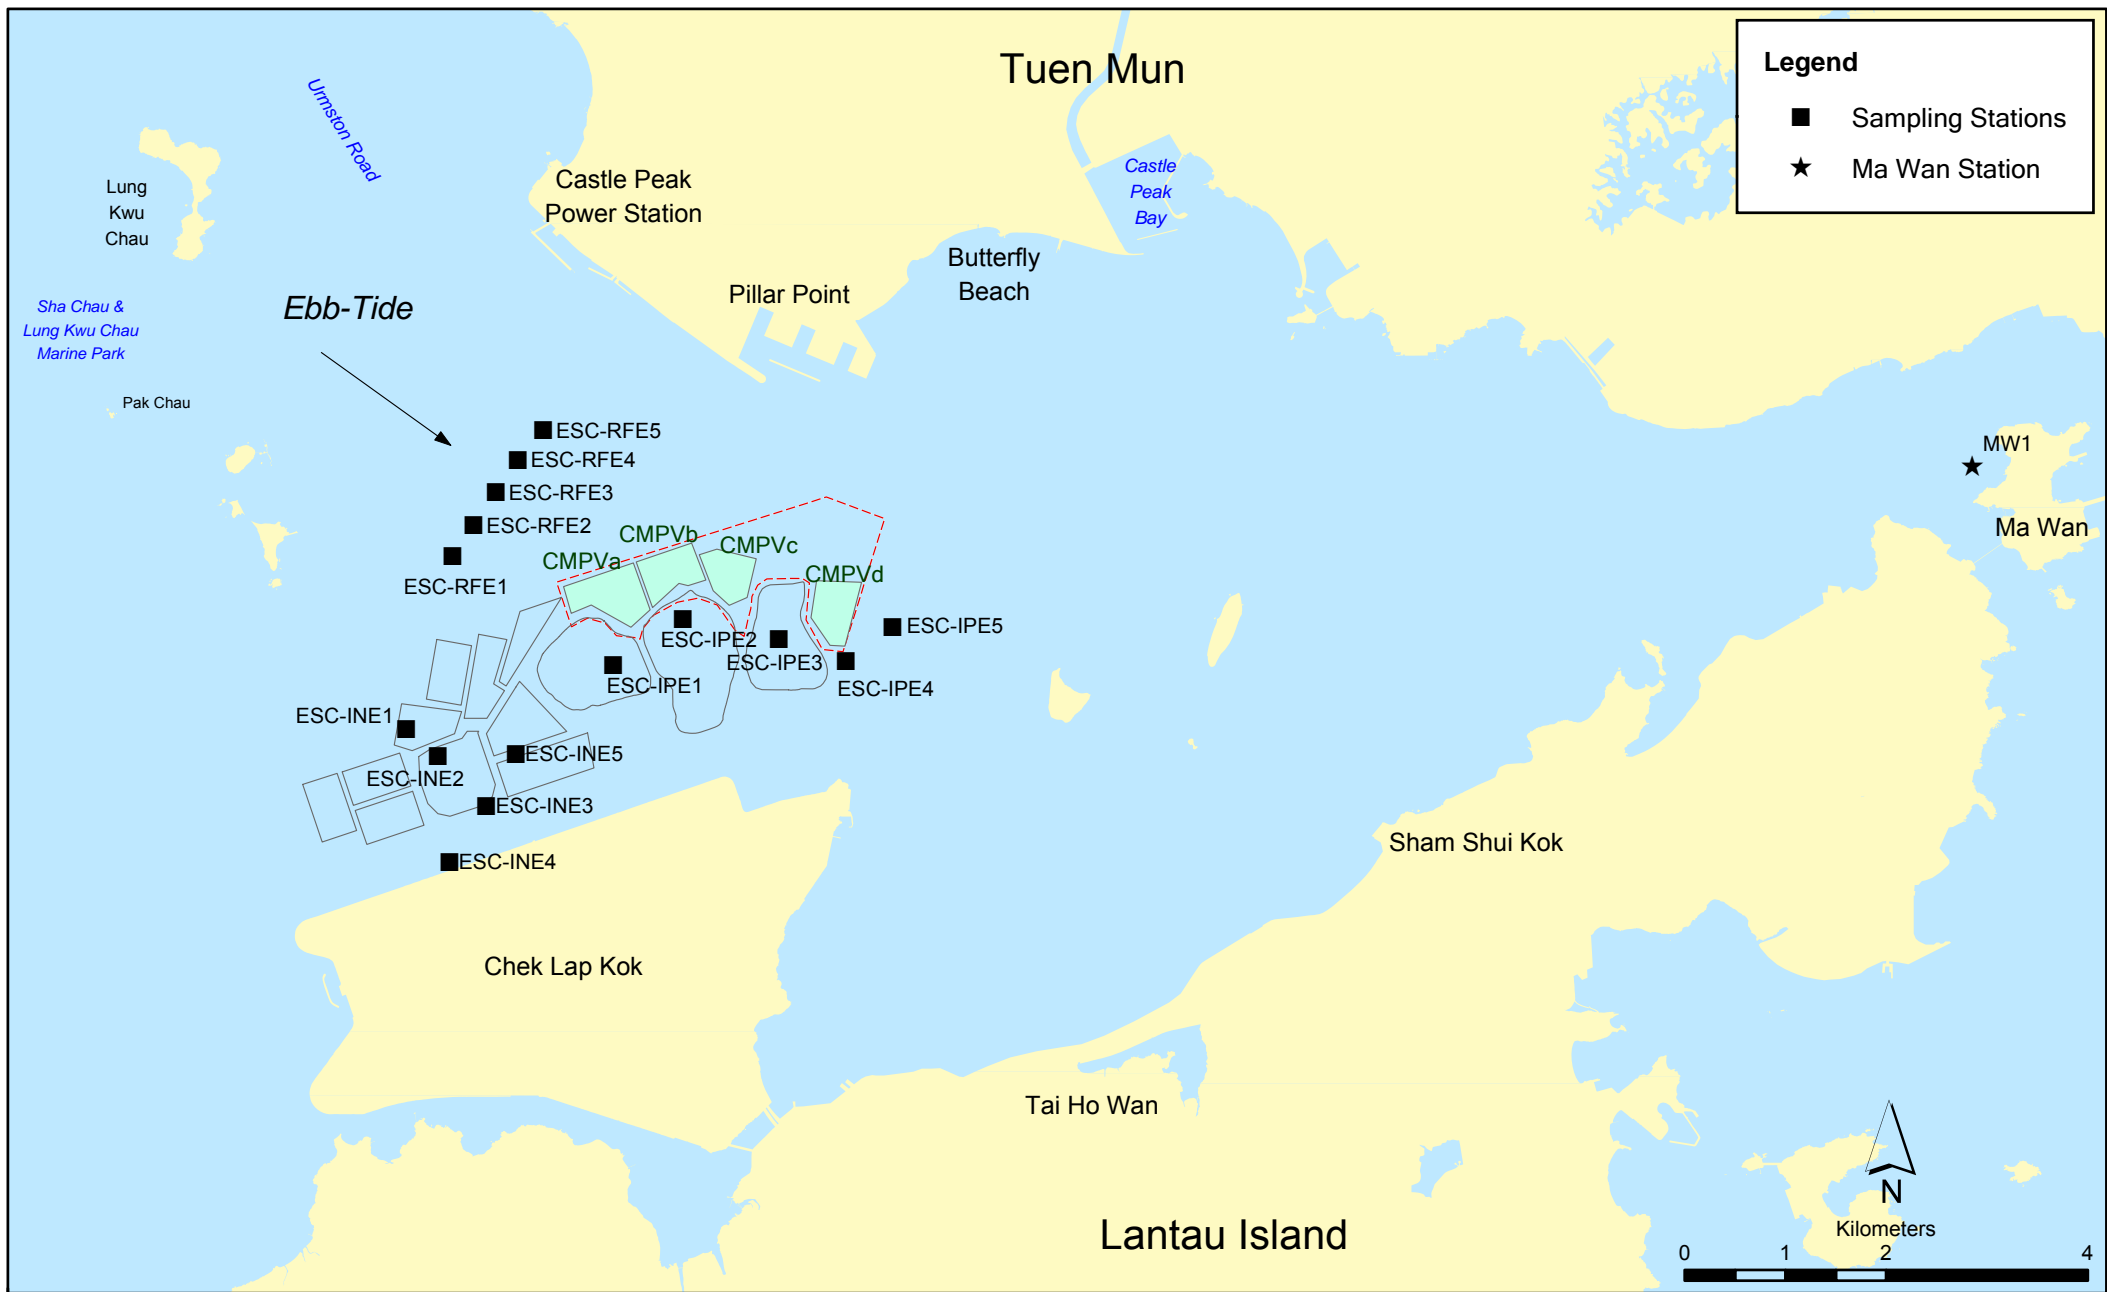 Tuen Mun
Legend
Sampling Stations
Ma Wan Station
Urmston Road
Castle
Peak
Bay
Castle Peak
Power Station
Lung
Kwu
Chau
Butterfly
Beach
Pillar Point
Sha Chau &
Lung Kwu Chau
Marine Park
Ebb-Tide
Pak Chau
ESC-RFE5
ESC-RFE4
ESC-RFE3
ESC-RFE2
ESC-RFE1
MW1
Ma Wan
CMPVa
CMPVb
CMPVc
CMPVd
ESC-IPE1
ESC-IPE2
ESC-IPE3
ESC-IPE4
ESC-IPE5
ESC-INE1
ESC-INE2
ESC-INE5
ESC-INE3
ESC-INE4
Sham Shui Kok
Chek Lap Kok
Tai Ho Wan
Lantau Island
N
Kilometers
0 1 2 4